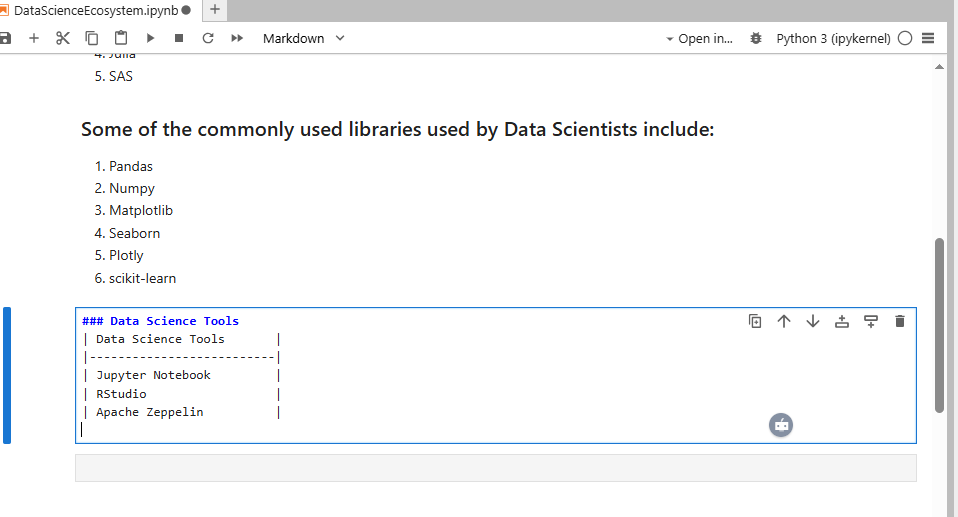 DataScienceEcosystem.ipynb
Markdown
Open in...
Python 3 (ipykernel)
4. Julia
5. SAS
Some of the commonly used libraries used by Data Scientists include:
1. Pandas
2. Numpy
3. Matplotlib
4. Seaborn
5. Plotly
6. scikit-learn
### Data Science Tools
| Data Science Tools       |
|--------------------------|
| Jupyter Notebook         |
| RStudio                  |
| Apache Zeppelin          |